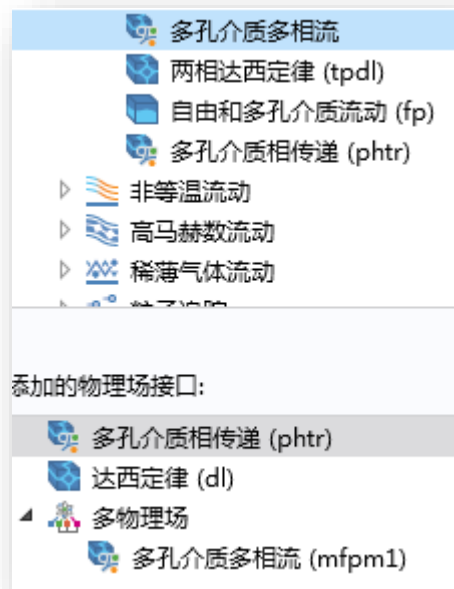 多孔介质多相流
两相达西定律 (tpdl)
自由和多孔介质流动 (fp)
多孔介质相传递 (phtr)
非等温流动
高马赫数流动
稀薄气体流动
添加的物理场接口:
多孔介质相传递 (phtr)
达西定律 (dl)
多物理场
多孔介质多相流 (mfpm1)